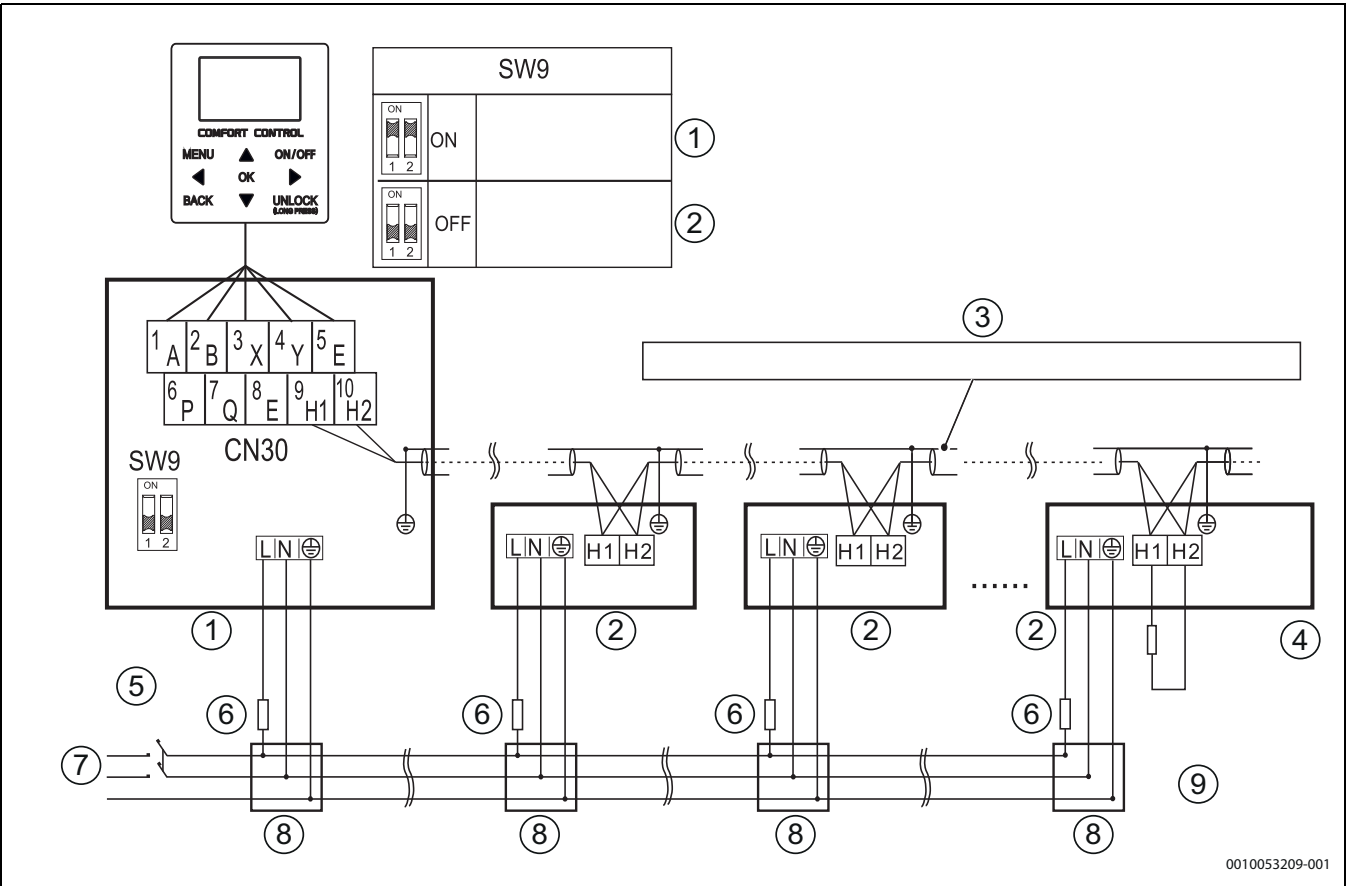 COMFORT CONTROL
MENU ▲ ON/OFF
◀ OK ▶
BACK ▼ UNLOCK
(LONG PRESS)
SW9
ON
1 2
ON
①
ON
1 2
OFF
②
③
1 A 2 B 3 X 4 Y 5 E
6 P 7 Q 8 E 9 H1 10 H2
CN30
SW9
ON
1 2
L N
L N
H1 H2
L N
H1 H2
......
L N
H1 H2
①
②
②
②
④
⑤
⑥
⑥
⑥
⑥
⑦
⑨
⑧
⑧
⑧
⑧
0010053209-001